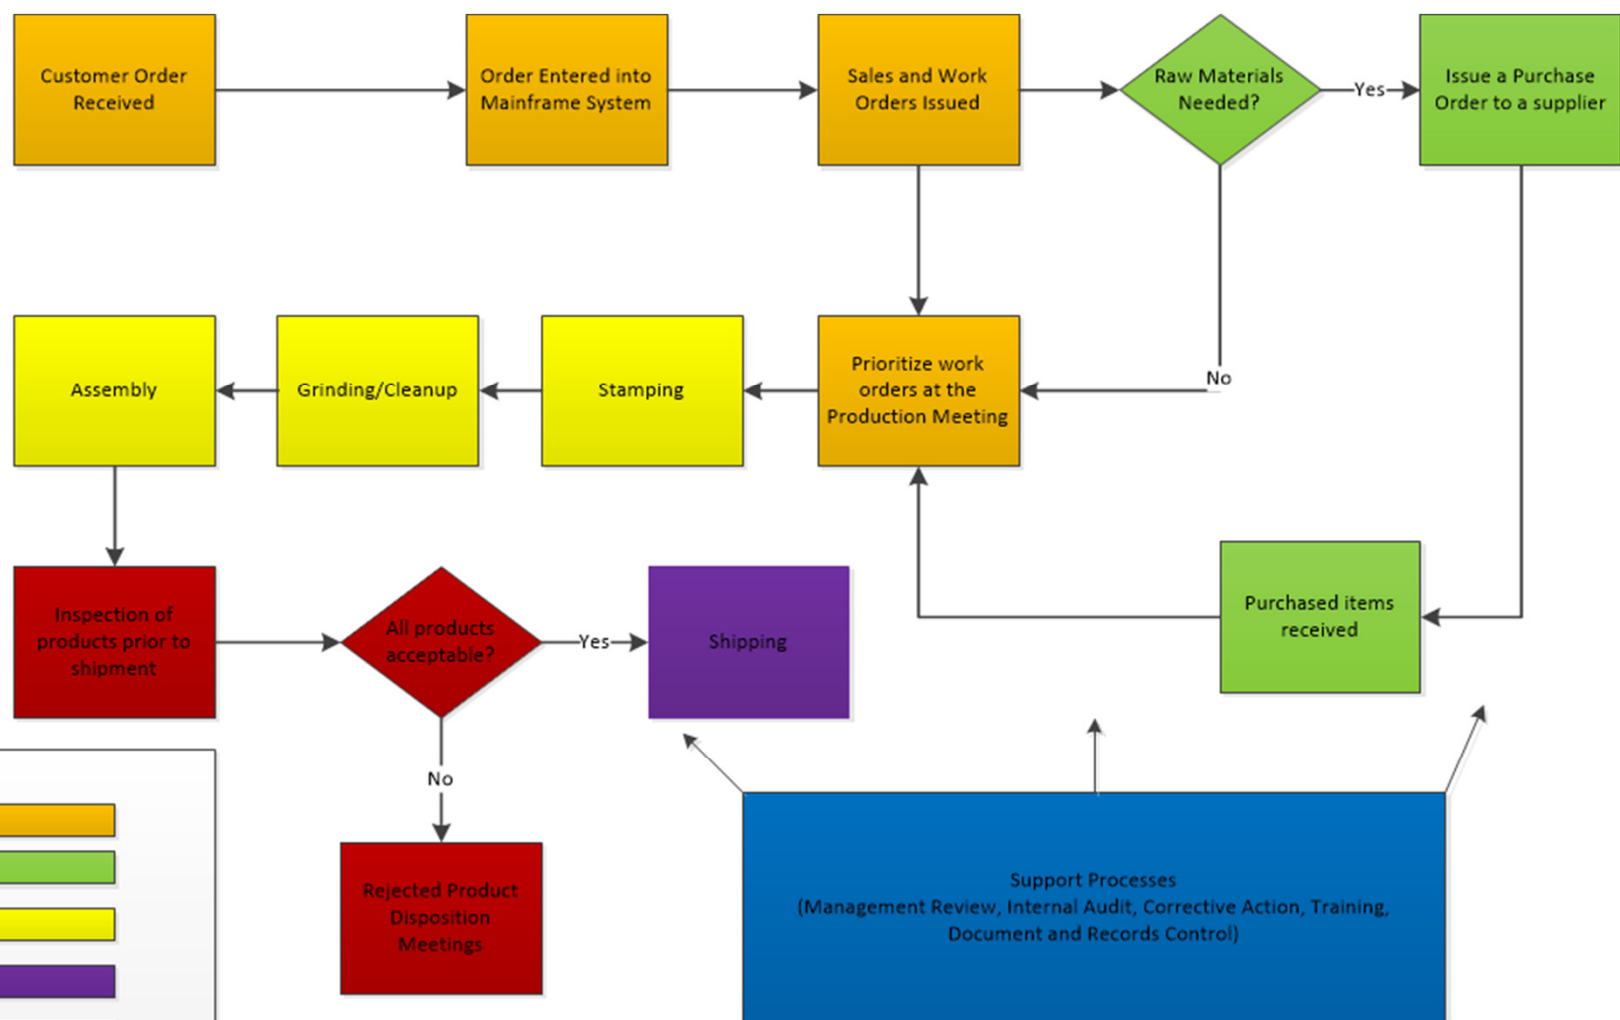 Customer Order
Received
Order Entered into
Mainframe System
Sales and Work
Orders Issued
Raw Materials
Needed?
Yes
Issue a Purchase
Order to a supplier
Assembly
Grinding/Cleanup
Stamping
Prioritize work
orders at the
Production Meeting
No
Inspection of
products prior to
shipment
All products
acceptable?
Yes
Shipping
Purchased items
received
No
Rejected Product
Disposition
Meetings
Support Processes
(Management Review, Internal Audit, Corrective Action, Training,
Document and Records Control)